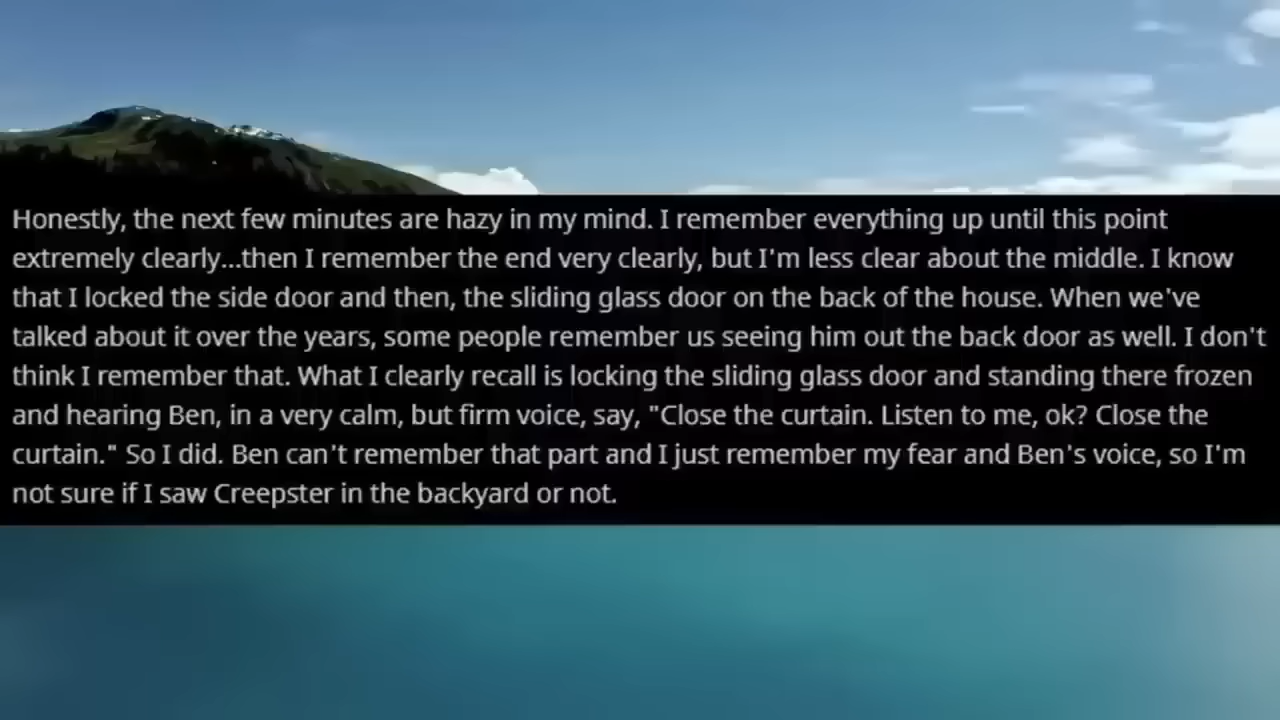 Honestly, the next few minutes are hazy in my mind. I remember everything up until this point
extremely clearly...then I remember the end very clearly, but I'm less clear about the middle. I know
that I locked the side door and then, the sliding glass door on the back of the house. When we've
talked about it over the years, some people remember us seeing him out the back door as well. I don't
think I remember that. What I clearly recall is locking the sliding glass door and standing there frozen
and hearing Ben, in a very calm, but firm voice, say, "Close the curtain. Listen to me, ok? Close the
curtain." So I did. Ben can't remember that part and I just remember my fear and Ben's voice, so I'm
not sure if I saw Creepster in the backyard or not.